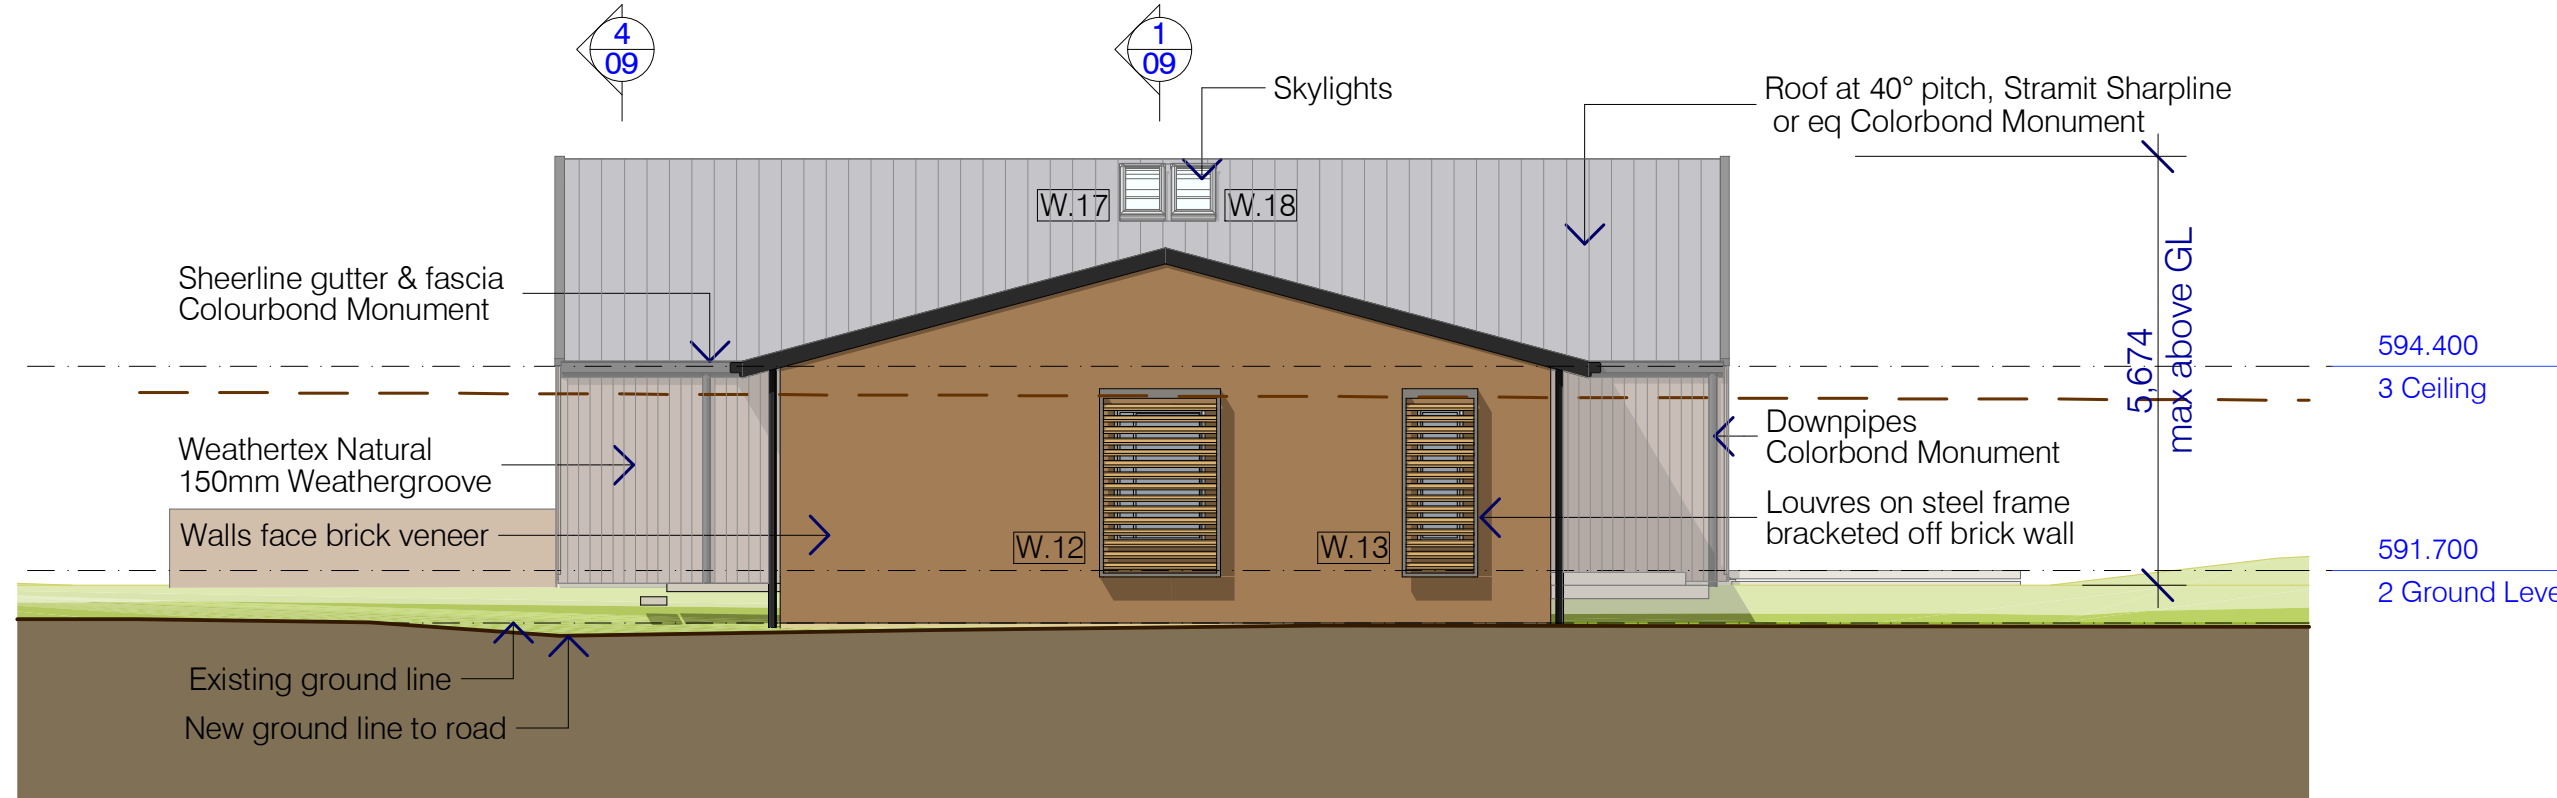 4
09
1
09
Skylights
Roof at 40° pitch, Stramit Sharpline
or eq Colorbond Monument
W.17
W.18
Sheerline gutter & fascia
Colourbond Monument
5,674
max above GL
594.400
3 Ceiling
Weathertex Natural
150mm Weathergroove
Downpipes
Colorbond Monument
Walls face brick veneer
Louvres on steel frame
bracketed off brick wall
W.12
W.13
591.700
2 Ground Leve
Existing ground line
New ground line to road